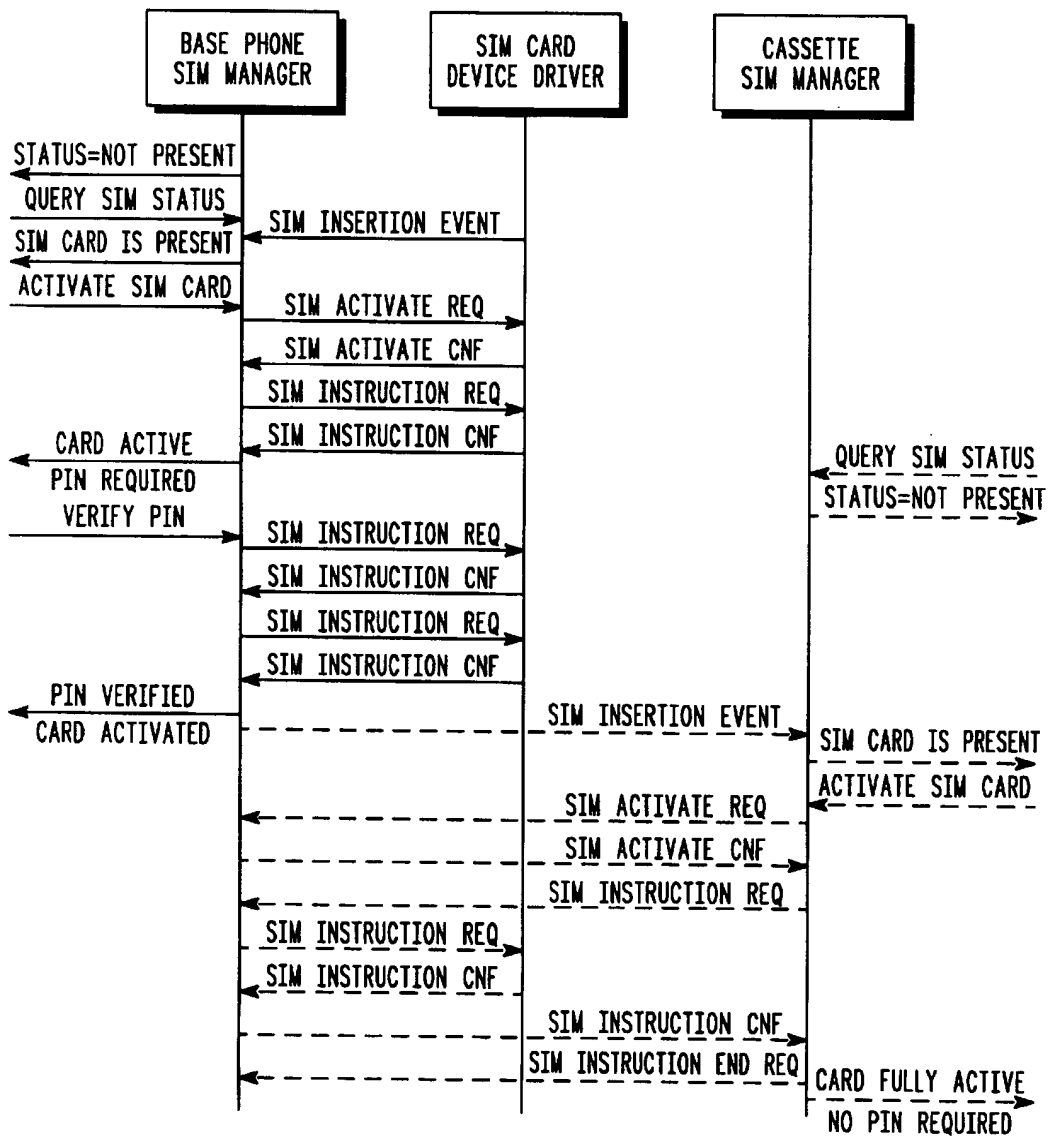 BASE PHONE
SIM MANAGER
SIM CARD
DEVICE DRIVER
CASSETTE
SIM MANAGER
STATUS=NOT PRESENT
QUERY SIM STATUS
SIM INSERTION EVENT
SIM CARD IS PRESENT
ACTIVATE SIM CARD
SIM ACTIVATE REQ
SIM ACTIVATE CNF
SIM INSTRUCTION REQ
SIM INSTRUCTION CNF
CARD ACTIVE
PIN REQUIRED
QUERY SIM STATUS
STATUS=NOT PRESENT
VERIFY PIN
SIM INSTRUCTION REQ
SIM INSTRUCTION CNF
SIM INSTRUCTION REQ
SIM INSTRUCTION CNF
PIN VERIFIED
CARD ACTIVATED
SIM INSERTION EVENT
SIM CARD IS PRESENT
ACTIVATE SIM CARD
SIM ACTIVATE REQ
SIM ACTIVATE CNF
SIM INSTRUCTION REQ
SIM INSTRUCTION REQ
SIM INSTRUCTION CNF
SIM INSTRUCTION CNF
SIM INSTRUCTION END REQ
CARD FULLY ACTIVE
NO PIN REQUIRED